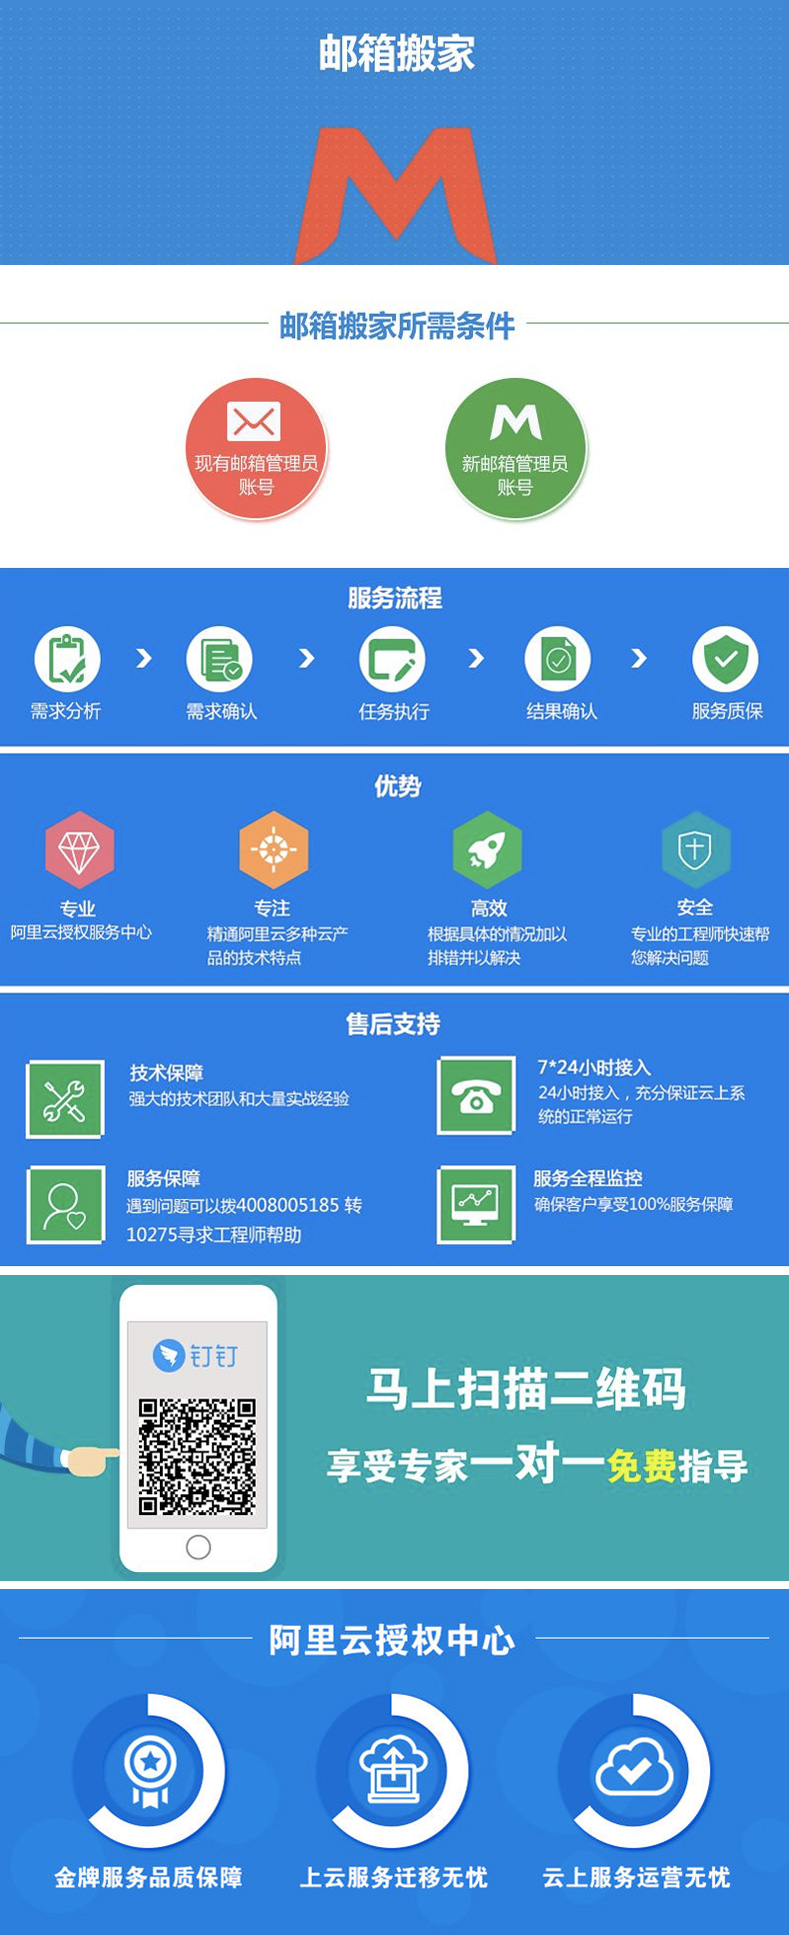 邮箱搬家
邮箱搬家所需条件
现有邮箱管理员
账号
新邮箱管理员
账号
服务流程
需求分析
需求确认
任务执行
结果确认
服务质保
优势
专业
阿里云授权服务中心
专注
精通阿里云多种云产
品的技术特点
高效
根据具体的情况加以
排错并以解决
安全
专业的工程师快速帮
您解决问题
售后支持
技术保障
强大的技术团队和大量实战经验
7*24小时接入
24小时接入，充分保证云上系
统的正常运行
服务保障
遇到问题可以拨4008005185 转
10275寻求工程师帮助
服务全程监控
确保客户享受100%服务保障
钉钉
马上扫描二维码
享受专家一对一免费指导
阿里云授权中心
金牌服务品质保障
上云服务迁移无忧
云上服务运营无忧